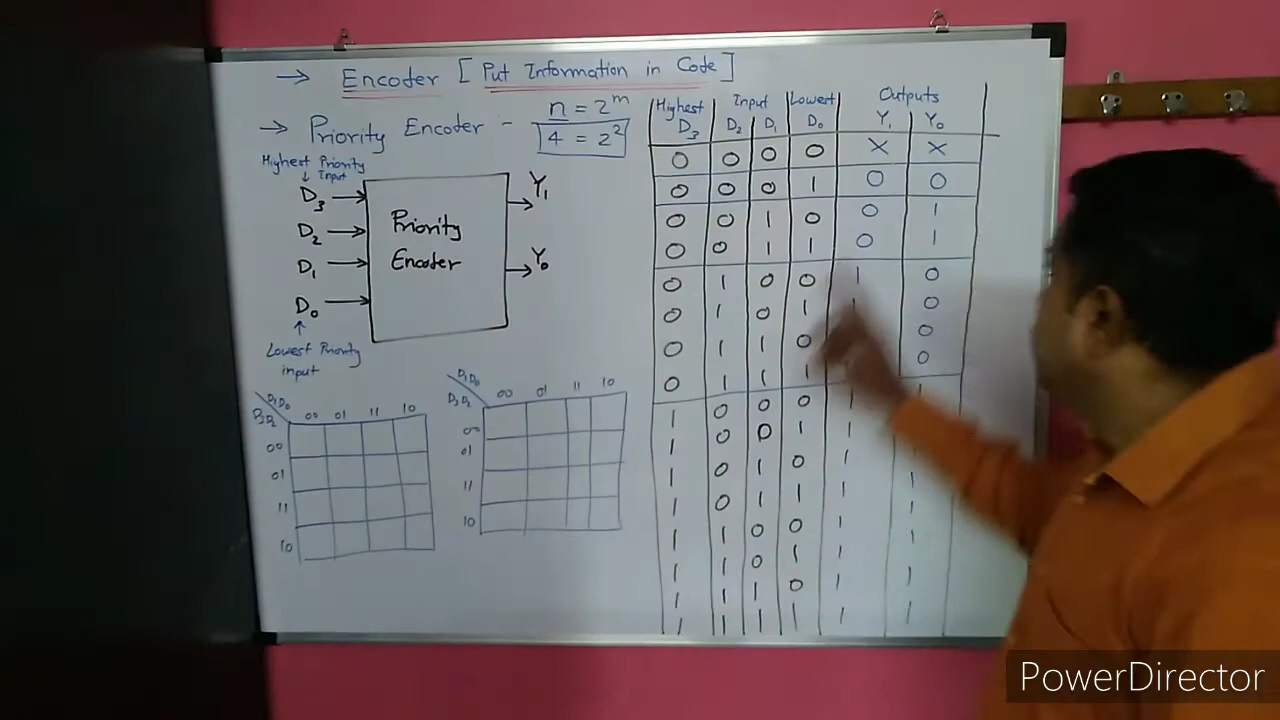 → Encoder [ Put Information in Code ]
→ Priority Encoder -
n = 2^m
4 = 2^2
Highest Priority
↓ Input
D3
D2
D1
D0
↑
Lowest Priority
input
Priority
Encoder
Y1
Y0
D1D0
D3D2
00 01 11 10
00
01
11
10
D1D0
D3D2
00 01 11 10
00
01
11
10
Highest Input Lowest Outputs
D3 D2 D1 D0 Y1 Y0
0 0 0 0 X X
0 0 0 1 0 0
0 0 1 0 0 1
0 0 1 1 0 1
0 1 0 0 1 0
0 1 0 1 1 0
0 1 1 0 0
0 1 1 1 0
1 0 0 0 1 1
1 0 0 1 1
1 0 1 0 1 1
1 0 1 1 1 1
1 1 0 0 1 1
1 1 0 1 1 1
1 1 1 0 1 1
1 1 1 1 1 1
PowerDirector